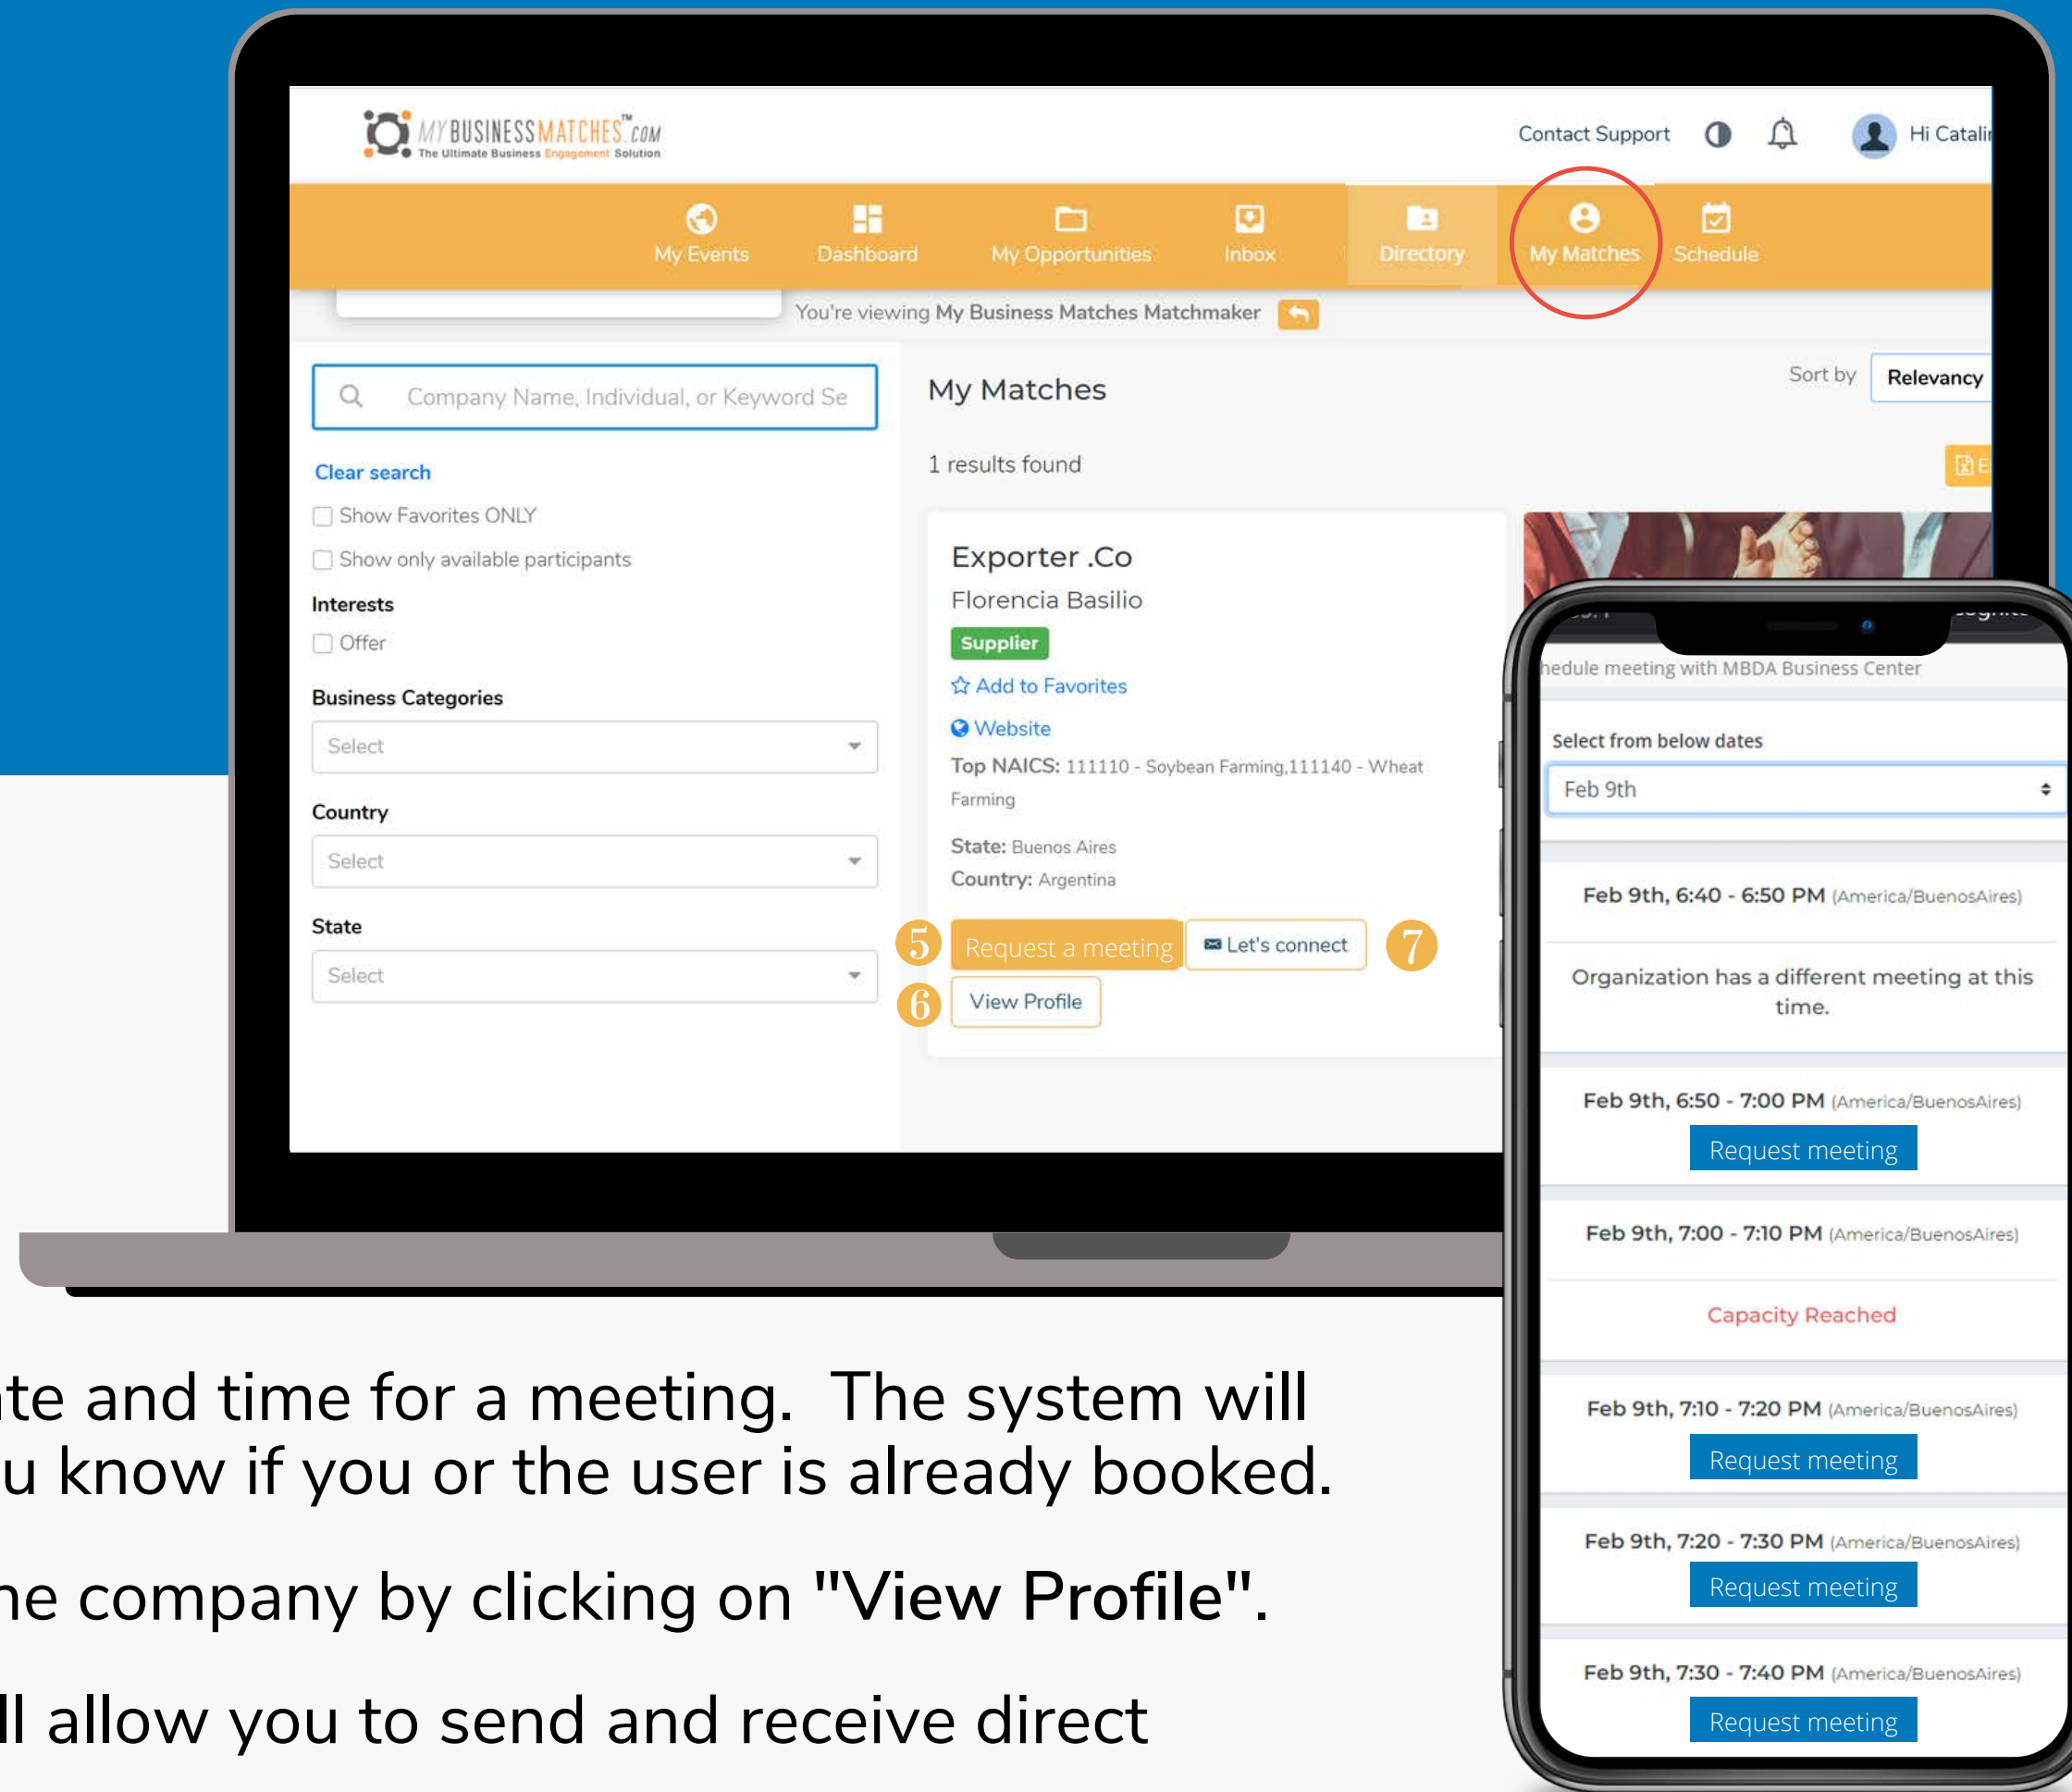 MYBUSINESSMATCHES.COM™
The Ultimate Business Engagement Solution
Contact Support
Hi
My Events
Dashboard
My Opportunities
Inbox
Directory
My Matches
Schedule
You're viewing My Business Matches Matchmaker
Company Name, Individual, or Keyword Se
Clear search
Show Favorites ONLY
Show only available participants
Interests
Offer
Business Categories
Select
Country
Select
State
Select
My Matches
Sort by Relevancy
1 results found
Exporter .Co
Florencia Basilio
Supplier
Add to Favorites
Website
Top NAICS: 111110 - Soybean Farming,111140 - Wheat
Farming
State: Buenos Aires
Country: Argentina
5 Request a meeting Let's connect 7
6 View Profile
hedule meeting with MBDA Business Center
Select from below dates
Feb 9th
Feb 9th, 6:40 - 6:50 PM (America/BuenosAires)
Organization has a different meeting at this
time.
Feb 9th, 6:50 - 7:00 PM (America/BuenosAires)
Request meeting
Feb 9th, 7:00 - 7:10 PM (America/BuenosAires)
Capacity Reached
Feb 9th, 7:10 - 7:20 PM (America/BuenosAires)
Request meeting
Feb 9th, 7:20 - 7:30 PM (America/BuenosAires)
Request meeting
Feb 9th, 7:30 - 7:40 PM (America/BuenosAires)
Request meeting
ate and time for a meeting. The system will
u know if you or the user is already booked.
he company by clicking on "View Profile".
ll allow you to send and receive direct